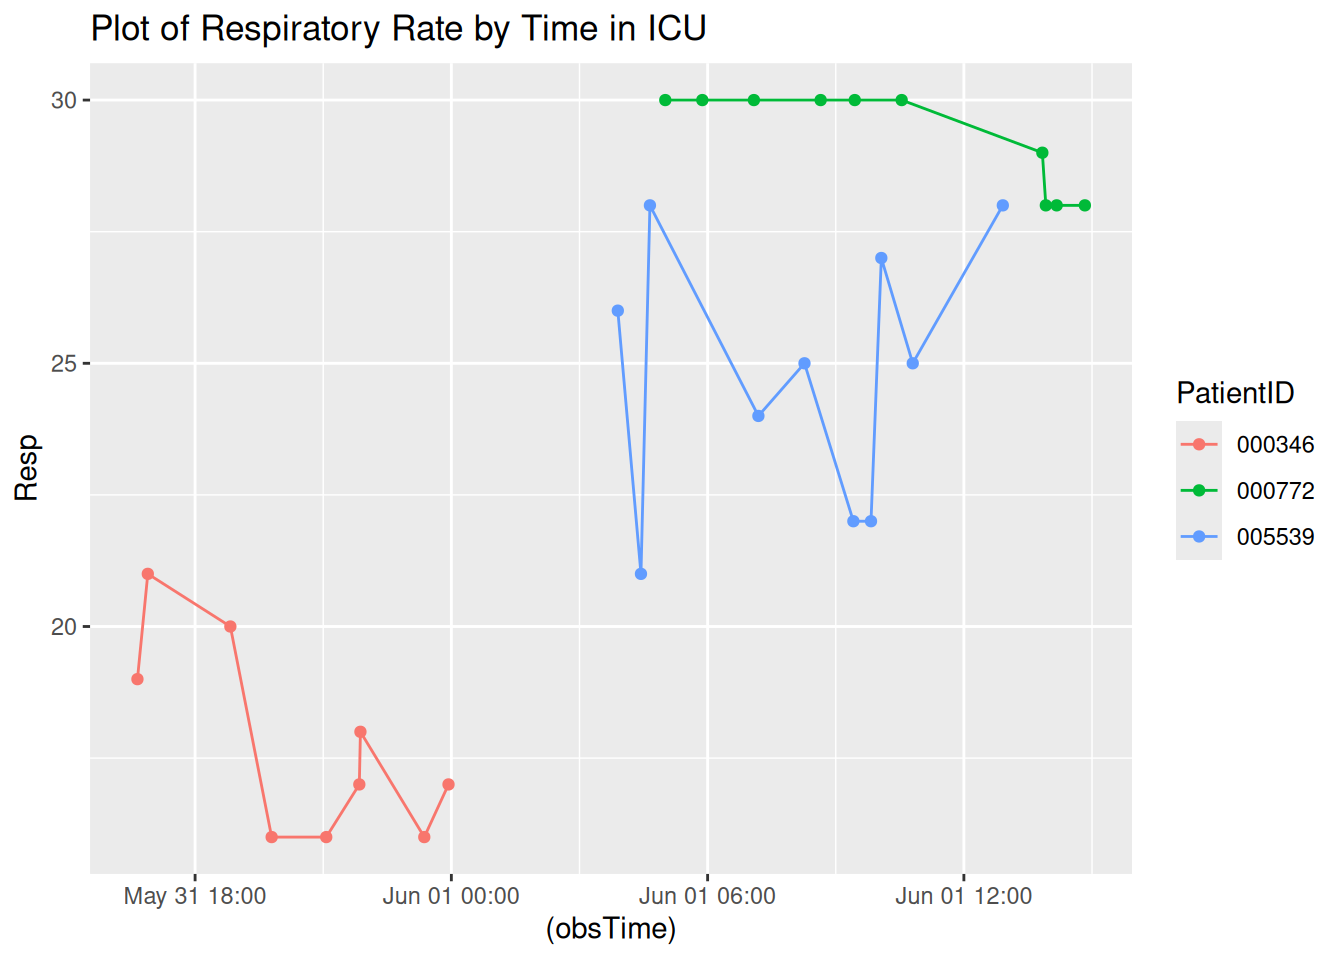 Plot of Respiratory Rate by Time in ICU
30
25
20
Resp
May 31 18:00
Jun 01 00:00
Jun 01 06:00
Jun 01 12:00
(obsTime)
PatientID
000346
000772
005539